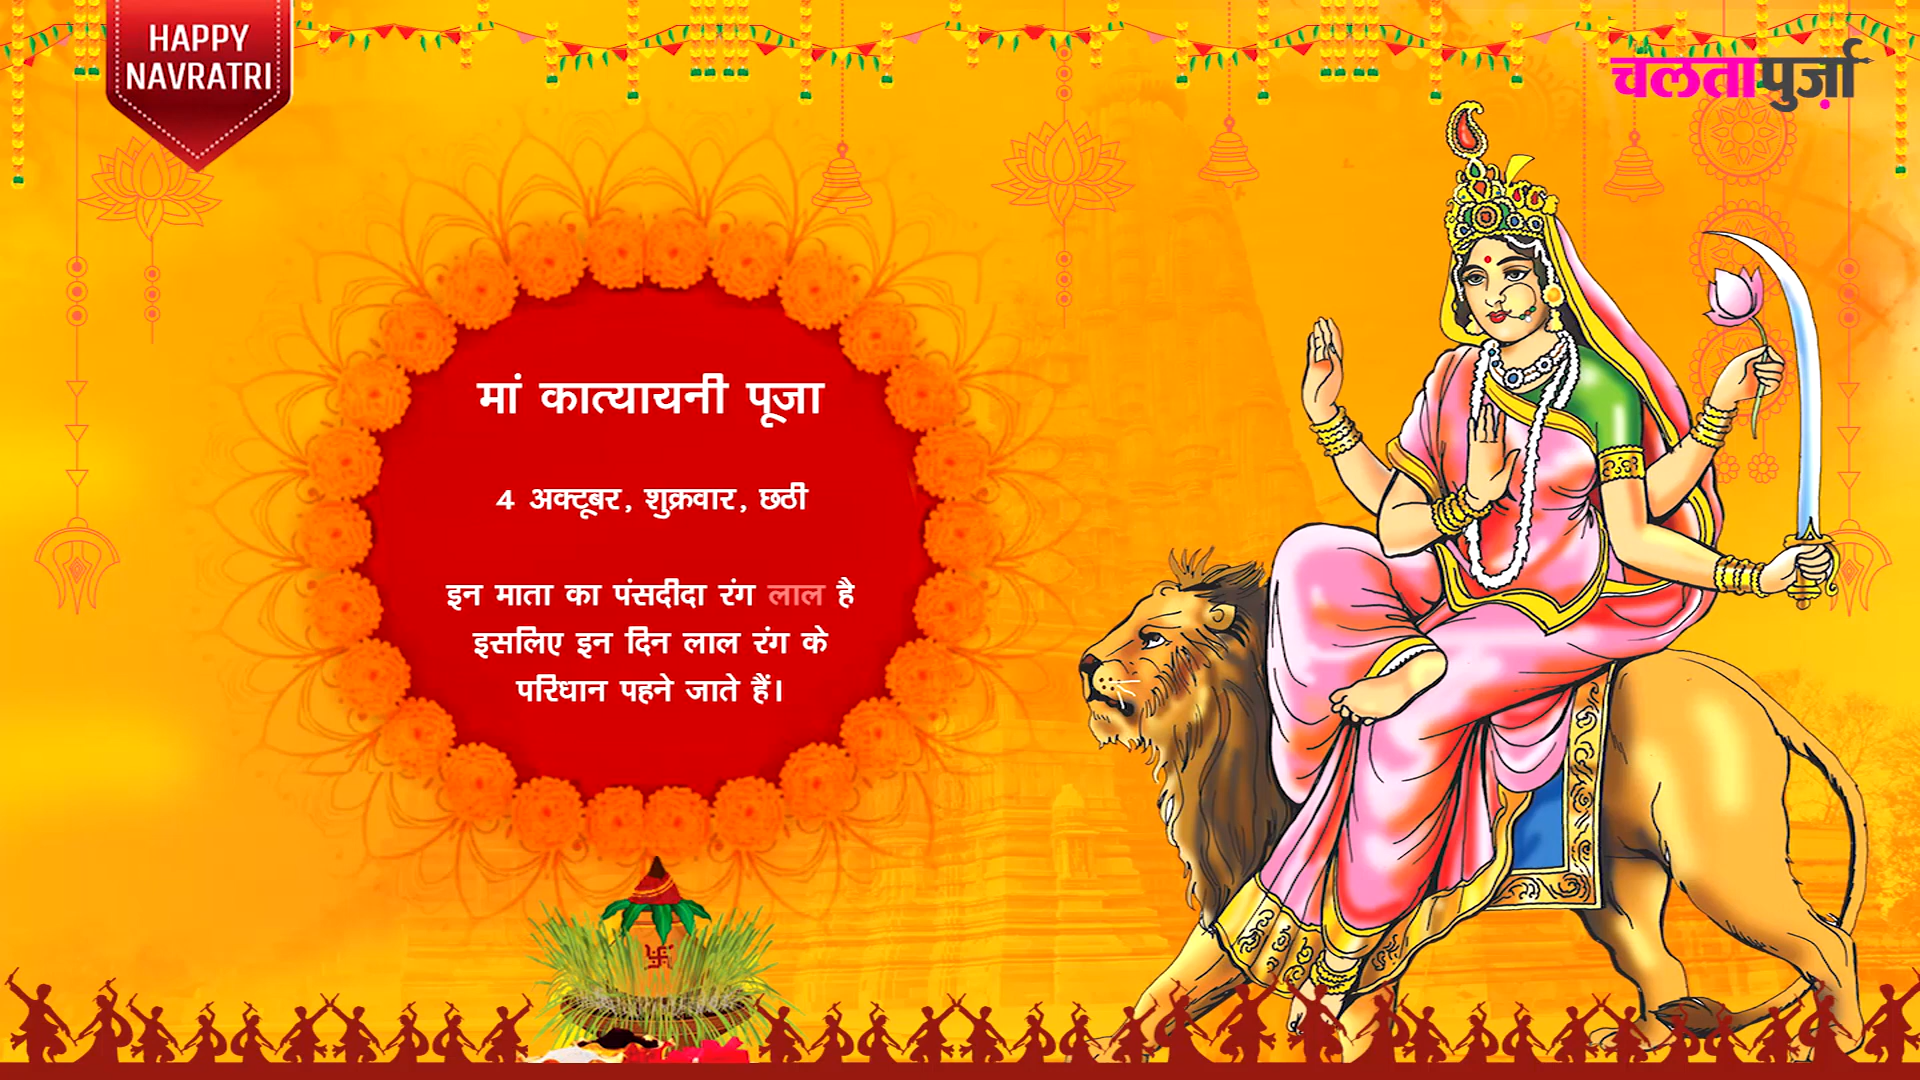 HAPPY
NAVRATRI
चलतापुर्ज़ा
मां कात्यायनी पूजा
4 अक्टूबर, शुक्रवार, छठी
इन माता का पंसदीदा रंग लाल है
इसलिए इन दिन लाल रंग के
परिधान पहने जाते हैं।